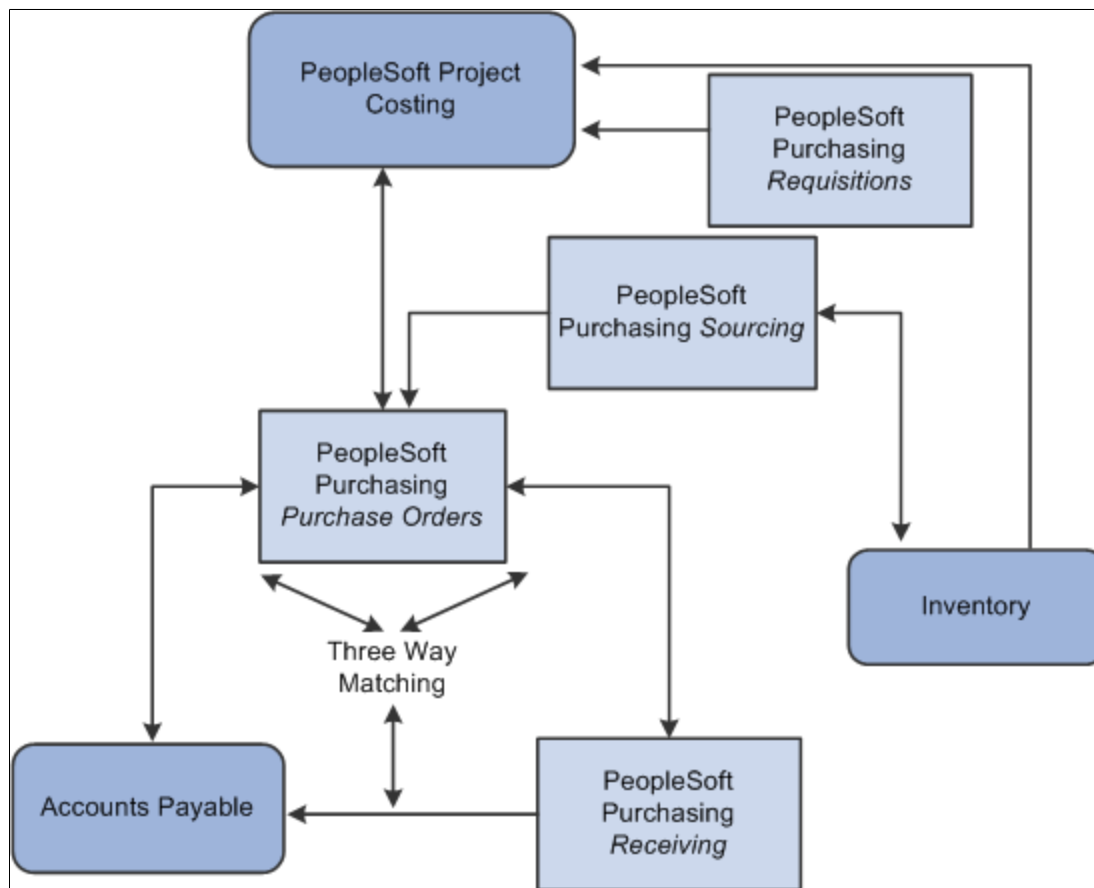 PeopleSoft Project
Costing
PeopleSoft
Purchasing
Requisitions
PeopleSoft
Purchasing Sourcing
PeopleSoft
Purchasing
Purchase Orders
Inventory
Three Way
Matching
Accounts Payable
PeopleSoft
Purchasing
Receiving